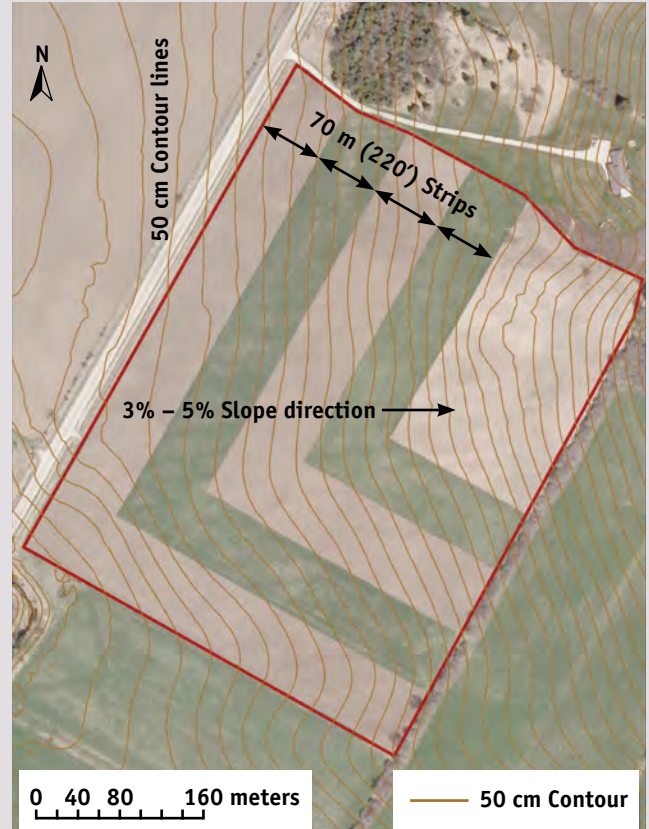 N
50 cm Contour lines
70 m (220’) Strips
3% – 5% Slope direction
0 40 80 160 meters
50 cm Contour